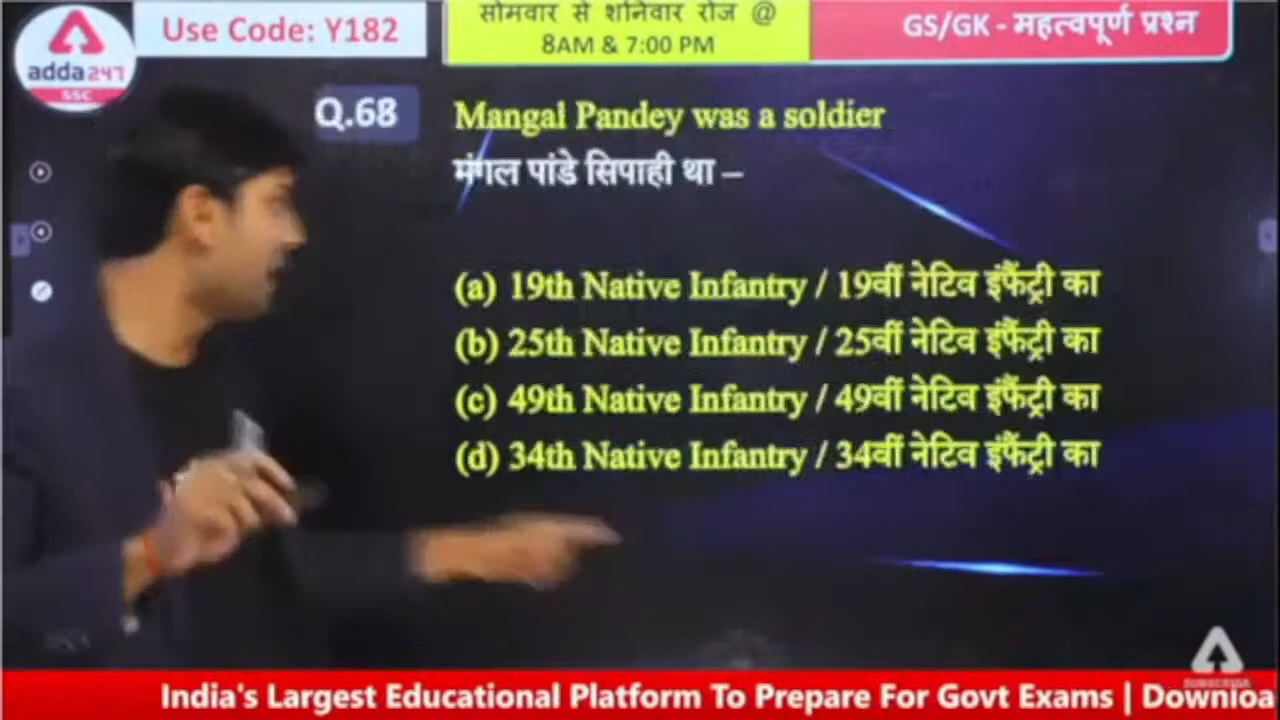 Use Code: Y182
सोमवार से शनिवार रोज @
8AM & 7:00 PM
GS/GK - महत्वपूर्ण प्रश्न
adda247
SSC
Q.68
Mangal Pandey was a soldier
मंगल पांडे सिपाही था –
(a) 19th Native Infantry / 19वीं नेटिव इंफैंट्री का
(b) 25th Native Infantry / 25वीं नेटिव इंफैंट्री का
(c) 49th Native Infantry / 49वीं नेटिव इंफैंट्री का
(d) 34th Native Infantry / 34वीं नेटिव इंफैंट्री का
SUBSCRIBE
India's Largest Educational Platform To Prepare For Govt Exams | Downloa